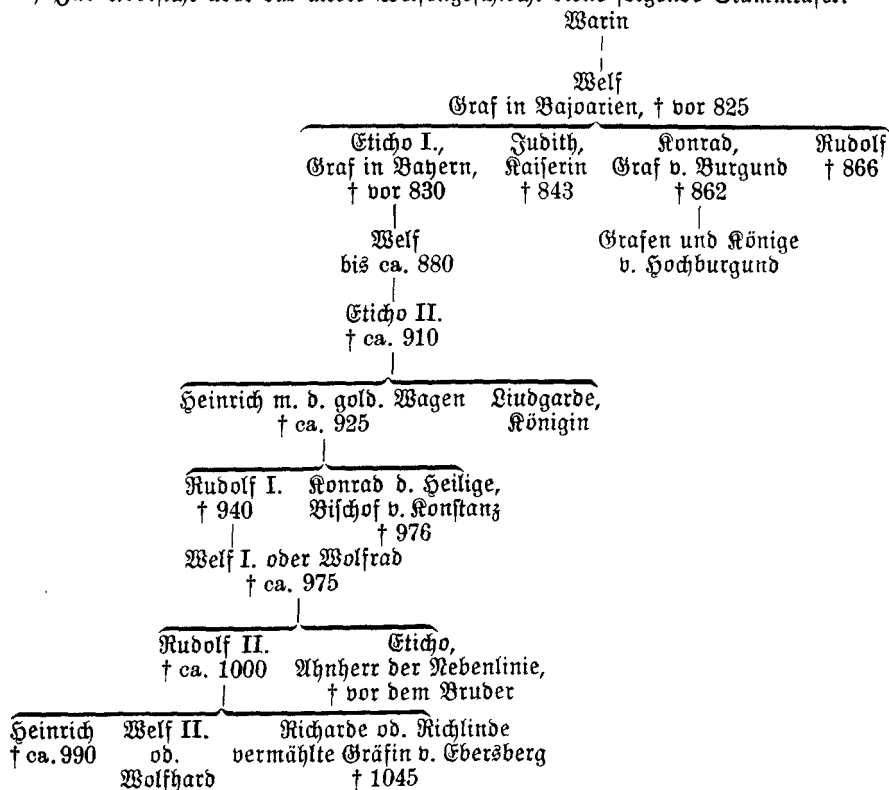 Warin
Welf
Graf in Bajoarien, † vor 825
Eticho I., Judith, Konrad, Rudolf
Graf in Bayern, Kaiserin Graf v. Burgund † 866
† vor 830 † 843 † 862
Welf Grafen und Könige
bis ca. 880 v. Hochburgund
Eticho II.
† ca. 910
Heinrich m. d. gold. Wagen Liudgarde,
† ca. 925 Königin
Rudolf I. Konrad d. Heilige,
† 940 Bischof v. Konstanz
† 976
Welf I. oder Wolfrad
† ca. 975
Rudolf II. Eticho,
† ca. 1000 Ahnherr der Nebenlinie,
† vor dem Bruder
Heinrich Welf II. Richarde od. Richlinde
† ca. 990 od. vermählte Gräfin v. Ebersberg
Wolfhard † 1045